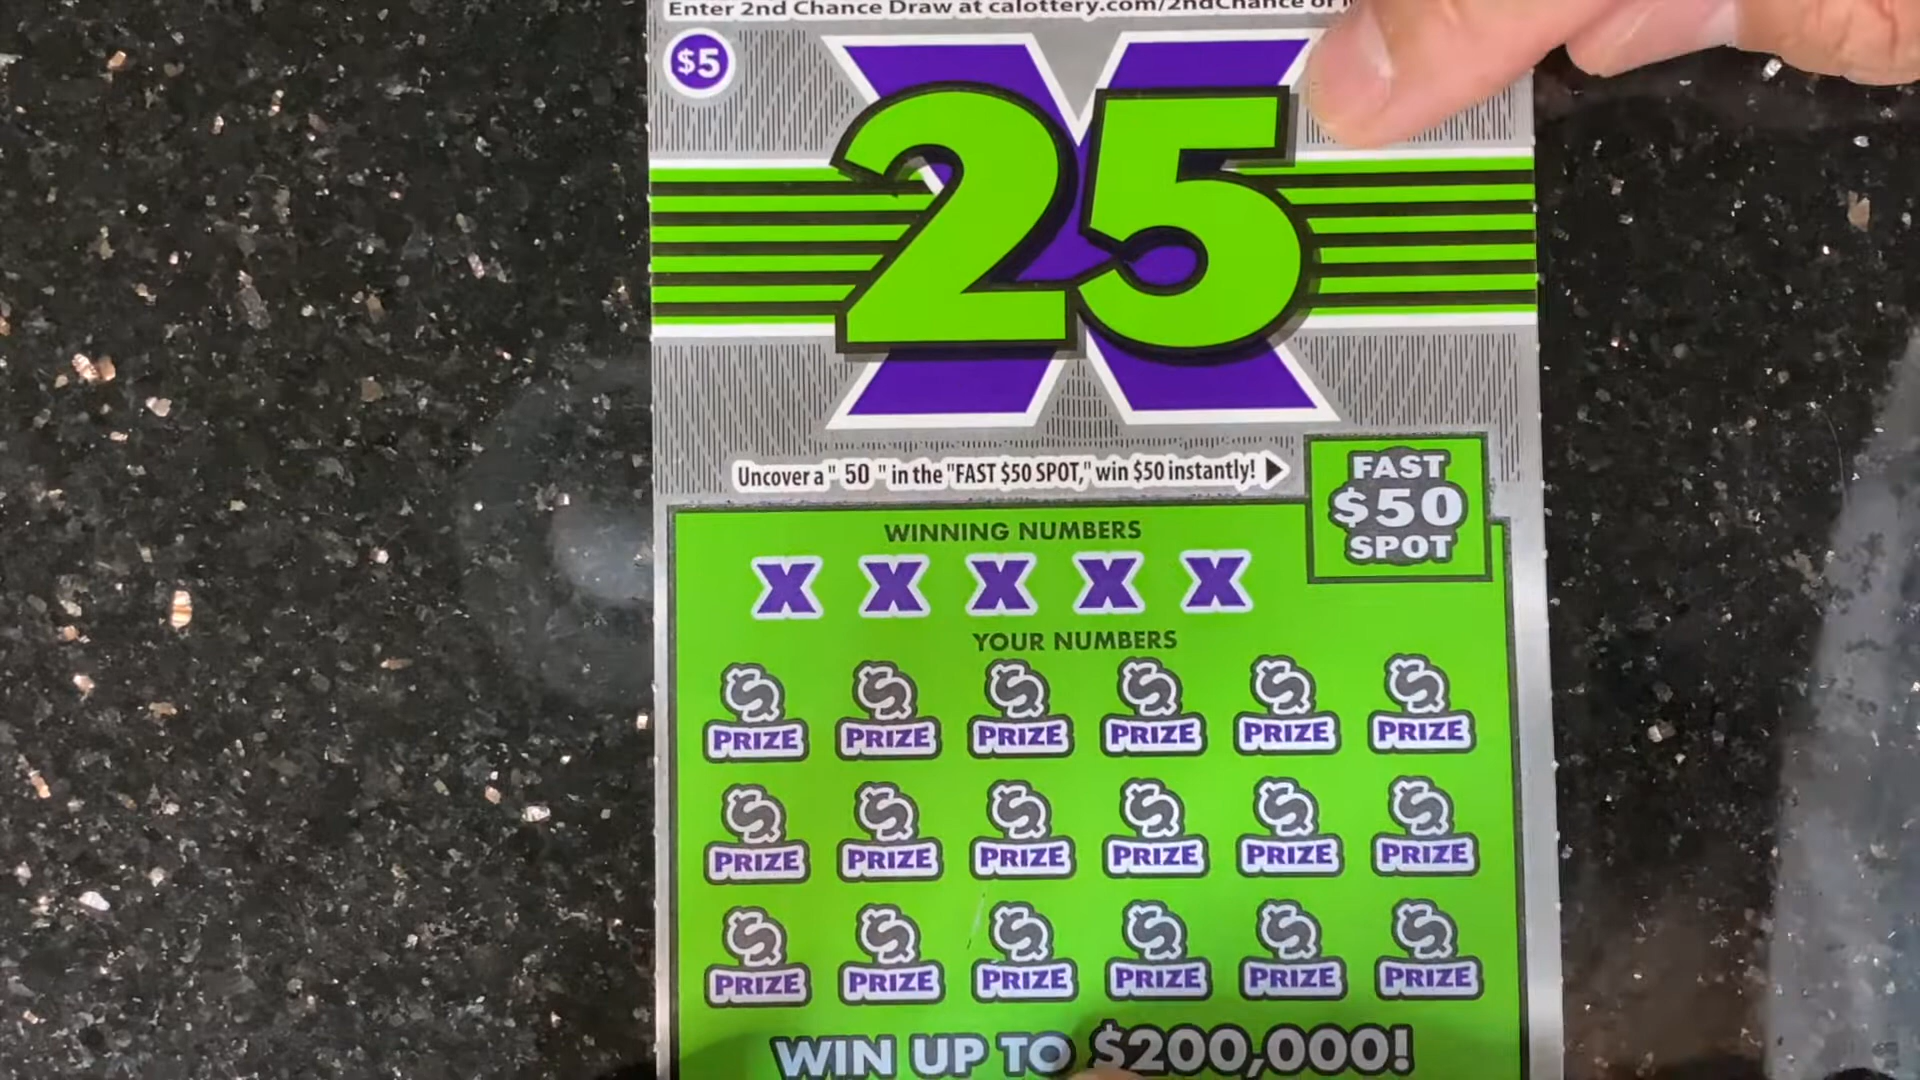 Enter 2nd Chance Draw at calottery.com/2ndChance or
$5
25
X
Uncover a " 50 " in the "FAST $50 SPOT," win $50 instantly!
FAST
$50
SPOT
WINNING NUMBERS
X X X X X
YOUR NUMBERS
$ $ $ $ $ $
PRIZE PRIZE PRIZE PRIZE PRIZE PRIZE
$ $ $ $ $ $
PRIZE PRIZE PRIZE PRIZE PRIZE PRIZE
$ $ $ $ $ $
PRIZE PRIZE PRIZE PRIZE PRIZE PRIZE
WIN UP TO $200,000!